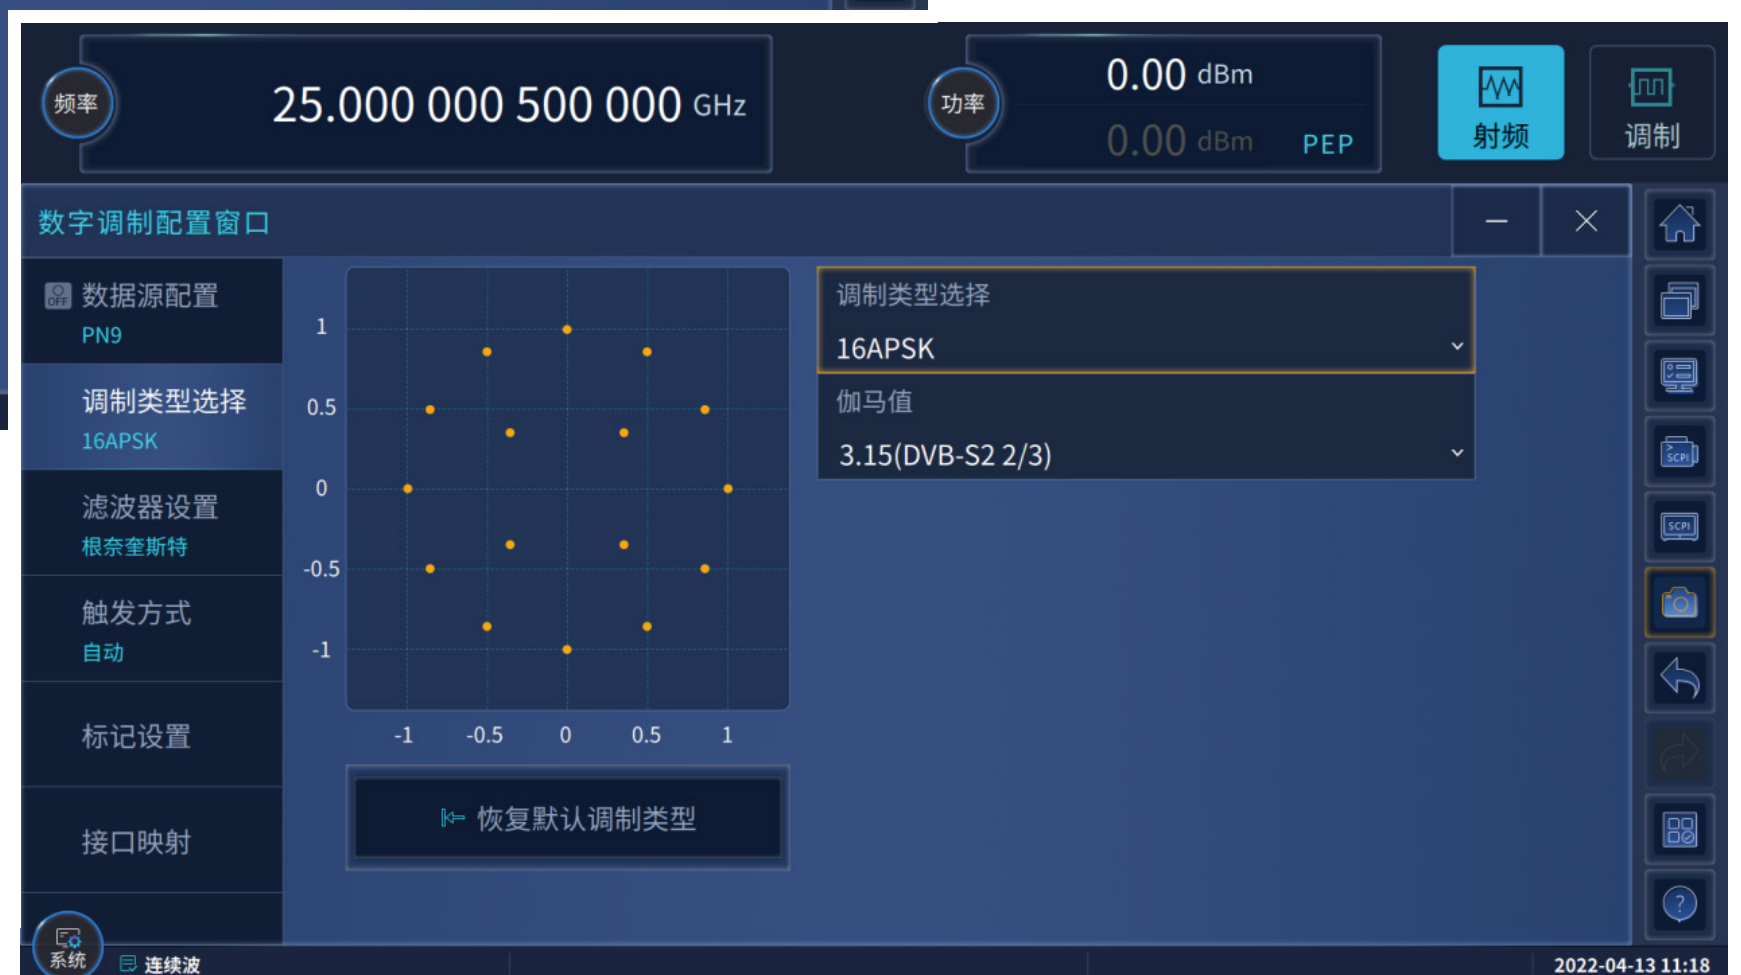 频率
25.000 000 500 000 GHz
功率
0.00 dBm
0.00 dBm PEP
射频
调制
数字调制配置窗口
OFF
数据源配置
PN9
调制类型选择
16APSK
滤波器设置
根奈奎斯特
触发方式
自动
标记设置
接口映射
1
0.5
0
-0.5
-1
-1 -0.5 0 0.5 1
恢复默认调制类型
调制类型选择
16APSK
伽马值
3.15(DVB-S2 2/3)
SCPI
SCPI
?
系统
连续波
2022-04-13 11:18